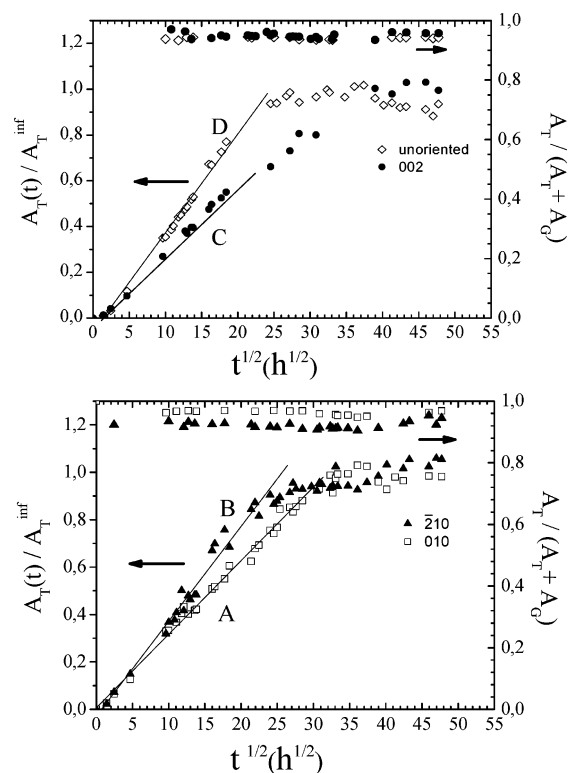 1,2
1,0
0,8
0,6
0,4
0,2
0,0
A_T(t) / A_T^inf
1,0
0,8
0,6
0,4
0,2
0,0
A_T / (A_T + A_G)
D
C
unoriented
002
0 5 10 15 20 25 30 35 40 45 50 55
t^1/2(h^1/2)
1,2
1,0
0,8
0,6
0,4
0,2
0,0
A_T(t) / A_T^inf
1,0
0,8
0,6
0,4
0,2
0,0
A_T / (A_T + A_G)
B
A
2̅10
010
0 5 10 15 20 25 30 35 40 45 50 55
t^1/2(h^1/2)